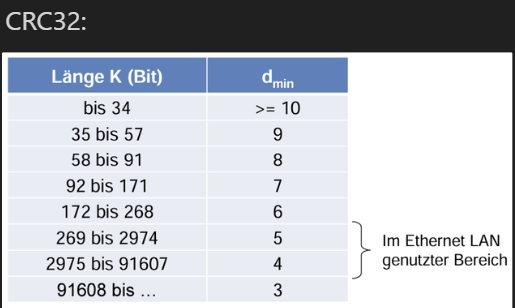 CRC32:
Länge K (Bit) dmin
bis 34 >= 10
35 bis 57 9
58 bis 91 8
92 bis 171 7
172 bis 268 6
269 bis 2974 5
2975 bis 91607 4
91608 bis ... 3
Im Ethernet LAN
genutzter Bereich